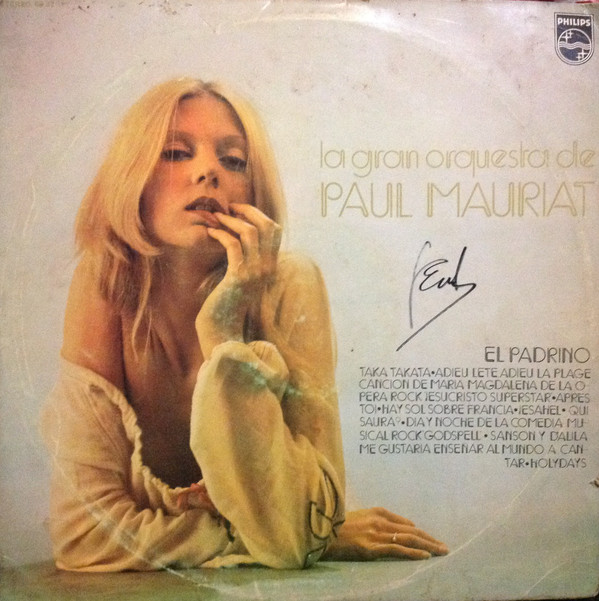 PHILIPS
la gran orquesta de
PAUL MAURIAT
EL PADRINO
TAKA TAKATA•ADIEU L'ETE ADIEU LA PLAGE
CANCION DE MARIA MAGDALENA DE LA O-
PERA ROCK JESUCRISTO SUPERSTAR•APRES
TOI•HAY SOL SOBRE FRANCIA•JESAHEL• QUI
SAURA?•DIA Y NOCHE DE LA COMEDIA MU-
SICAL ROCK GODSPELL • SANSON Y DALILA
ME GUSTARIA ENSEÑAR AL MUNDO A CAN-
TAR•HOLYDAYS